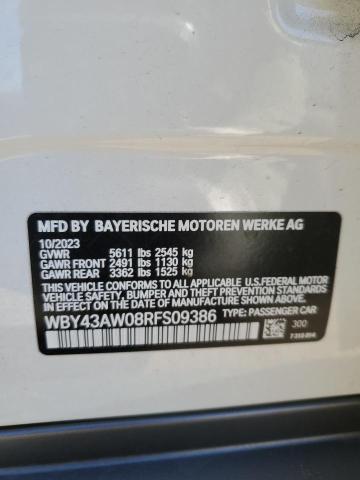 MFD BY BAYERISCHE MOTOREN WERKE AG
10/2023
GVWR 5611 lbs 2545 kg
GAWR FRONT 2491 lbs 1130 kg
GAWR REAR 3362 lbs 1525 kg
THIS VEHICLE CONFORMS TO ALL APPLICABLE U.S.FEDERAL MOTOR
VEHICLE SAFETY, BUMPER, AND THEFT PREVENTION STANDARDS
IN EFFECT ON THE DATE OF MANUFACTURE SHOWN ABOVE.
WBY43AW08RFS09386 TYPE: PASSENGER CAR
300